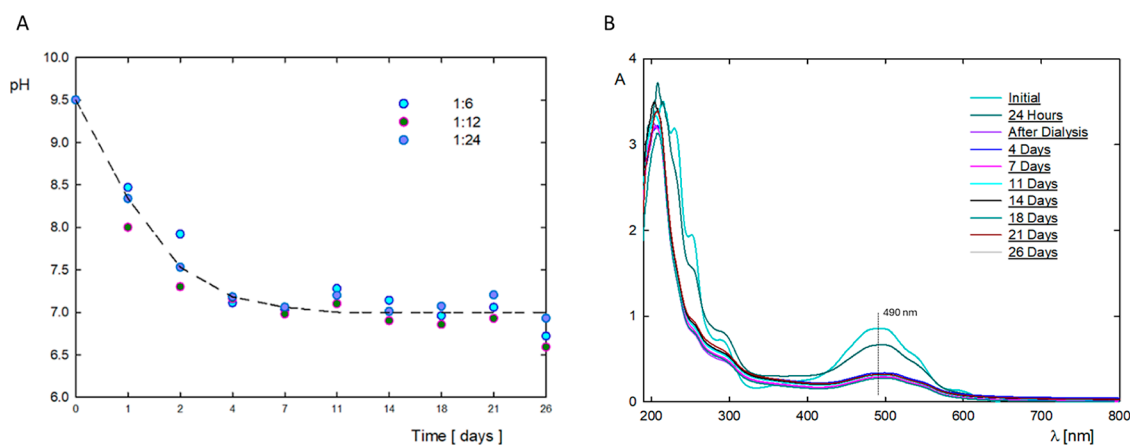 A
pH
10.0
9.5
9.0
8.5
8.0
7.5
7.0
6.5
6.0
1:6
1:12
1:24
0 1 2 4 7 11 14 18 21 26
Time [ days ]
B
A
4
3
2
1
0
490 nm
Initial
24 Hours
After Dialysis
4 Days
7 Days
11 Days
14 Days
18 Days
21 Days
26 Days
200 300 400 500 600 700 800
λ [nm]